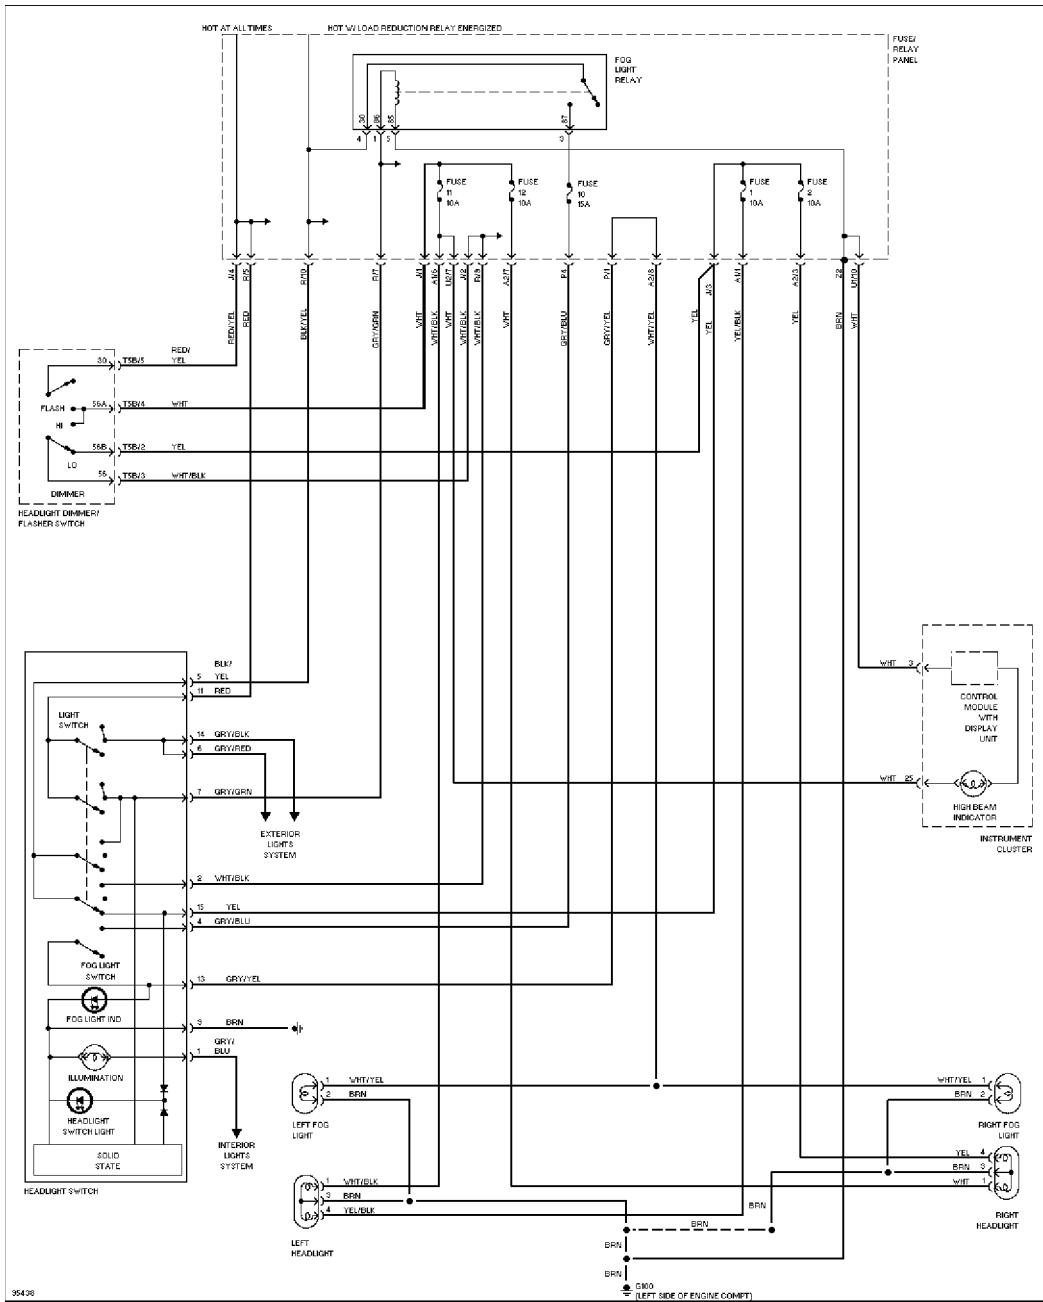 HOT AT ALL TIMES
HOT W/ LOAD REDUCTION RELAY ENERGIZED
FUSE/
RELAY
PANEL
FOG
LIGHT
RELAY
30
86
85
87
4
1
5
3
FUSE
11
10A
FUSE
12
10A
FUSE
10
15A
FUSE
1
10A
FUSE
2
10A
J/4
R/5
R/10
R/7
J/1
A1/6
U2/7
J/2
R/9
A2/7
P4
P/1
A2/8
J/3
A1/1
A2/3
Z2
U1/10
RED/YEL
RED
BLK/YEL
GRY/GRN
WHT
WHT/BLK
WHT
WHT/BLK
WHT/BLK
WHT
GRY/BLU
GRY/YEL
WHT/YEL
YEL
YEL
YEL/BLK
YEL
BRN
WHT
30
T5B/5
RED/
YEL
FLASH
56A
T5B/4
WHT
HI
56B
T5B/2
YEL
LO
56
T5B/3
WHT/BLK
DIMMER
HEADLIGHT DIMMER/
FLASHER SWITCH
BLK/
5
YEL
11
RED
LIGHT
SWITCH
14
GRY/BLK
6
GRY/RED
7
GRY/GRN
EXTERIOR
LIGHTS
SYSTEM
2
WHT/BLK
15
YEL
4
GRY/BLU
FOG LIGHT
SWITCH
13
GRY/YEL
FOG LIGHT IND
9
BRN
GRY/
1
BLU
ILLUMINATION
HEADLIGHT
SWITCH LIGHT
SOLID
STATE
INTERIOR
LIGHTS
SYSTEM
HEADLIGHT SWITCH
WHT
3
CONTROL
MODULE
WITH
DISPLAY
UNIT
WHT
25
HIGH BEAM
INDICATOR
INSTRUMENT
CLUSTER
1
WHT/YEL
2
BRN
LEFT FOG
LIGHT
WHT/YEL
1
BRN
2
RIGHT FOG
LIGHT
YEL
4
BRN
3
WHT
1
RIGHT
HEADLIGHT
1
WHT/BLK
3
BRN
4
YEL/BLK
LEFT
HEADLIGHT
BRN
BRN
BRN
BRN
G100
(LEFT SIDE OF ENGINE COMPT)
95438